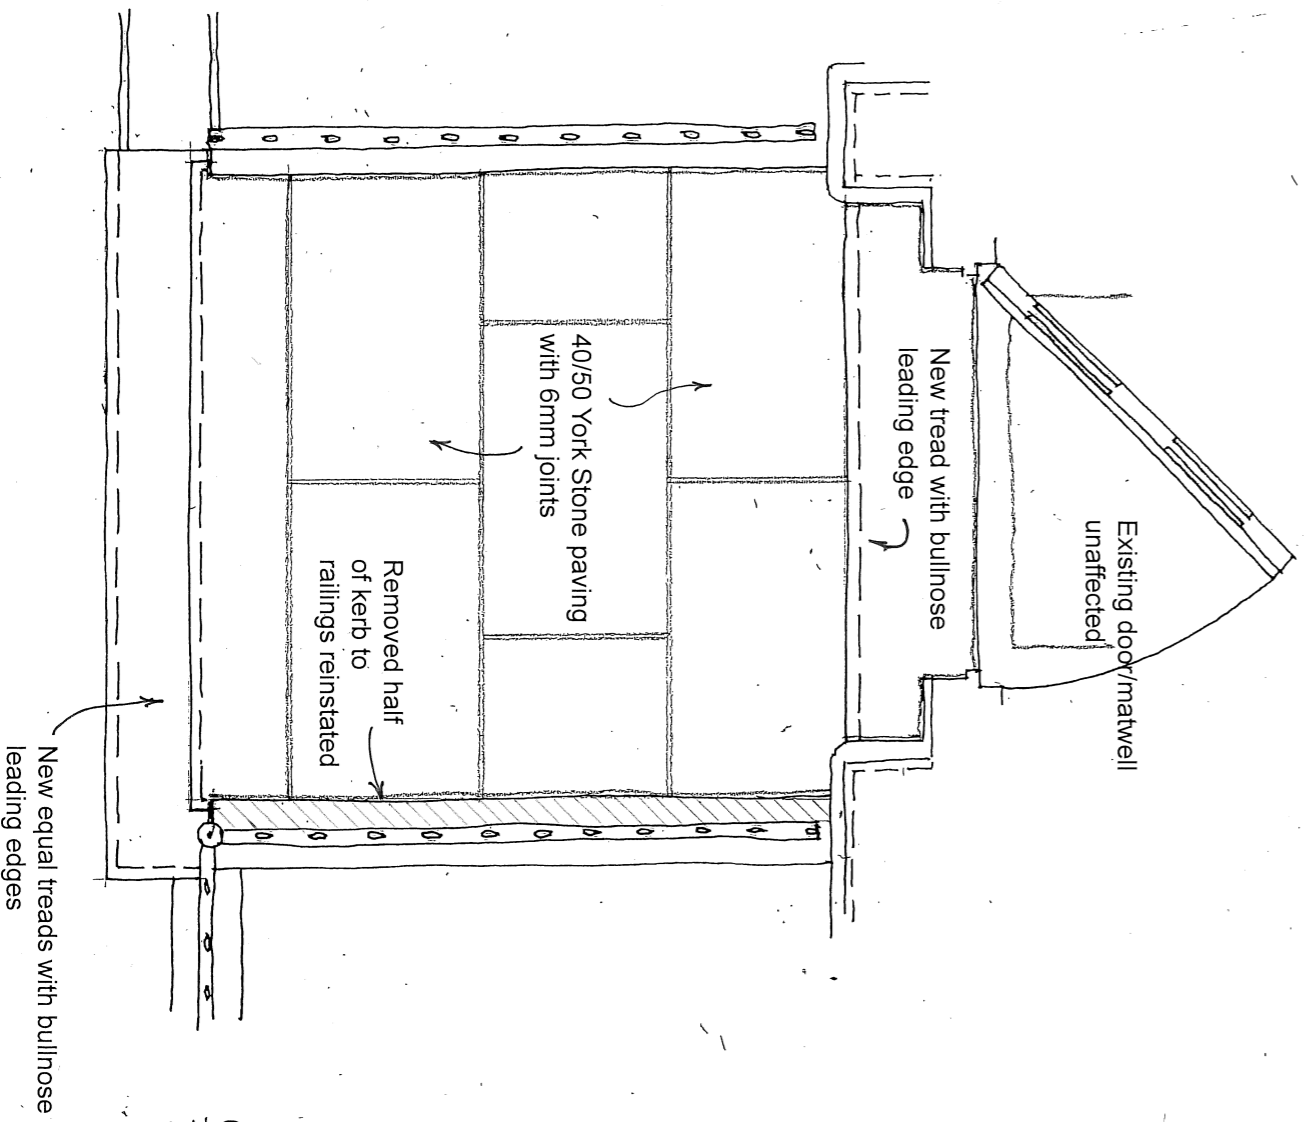 Existing door/matwell
unaffected
New tread with bullnose
leading edge
40/50 York Stone paving
with 6mm joints
Removed half
of kerb to
railings reinstated
New equal treads with bullnose
leading edges